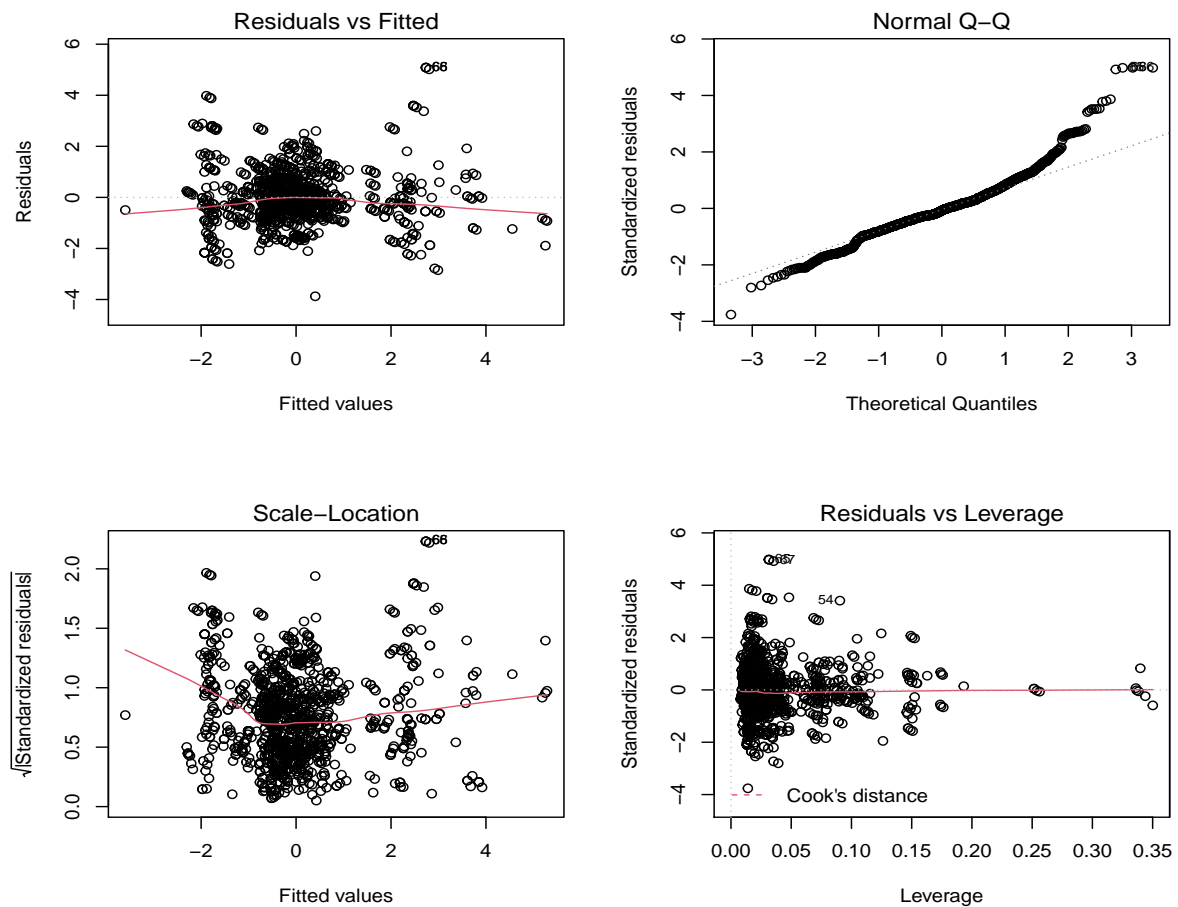 Residuals vs Fitted
Residuals
6
4
2
0
−2
−4
66
−2 0 2 4
Fitted values
Normal Q−Q
Standardized residuals
6
4
2
0
−2
−4
−3 −2 −1 0 1 2 3
Theoretical Quantiles
Scale−Location
√|Standardized residuals|
2.0
1.5
1.0
0.5
0.0
66
−2 0 2 4
Fitted values
Residuals vs Leverage
Standardized residuals
6
4
2
0
−2
−4
54
Cook's distance
0.00 0.05 0.10 0.15 0.20 0.25 0.30 0.35
Leverage